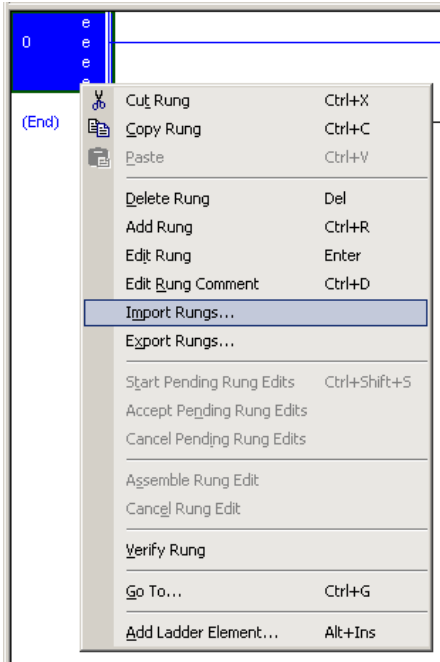 e
0 e
e
e
(End)
Cut Rung Ctrl+X
Copy Rung Ctrl+C
Paste Ctrl+V
Delete Rung Del
Add Rung Ctrl+R
Edit Rung Enter
Edit Rung Comment Ctrl+D
Import Rungs...
Export Rungs...
Start Pending Rung Edits Ctrl+Shift+S
Accept Pending Rung Edits
Cancel Pending Rung Edits
Assemble Rung Edit
Cancel Rung Edit
Verify Rung
Go To... Ctrl+G
Add Ladder Element... Alt+Ins